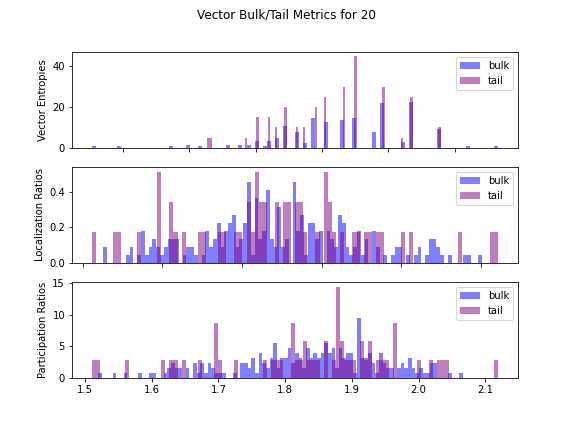 Vector Bulk/Tail Metrics for 20
Vector Entropies
40
20
0
bulk
tail
Localization Ratios
0.4
0.2
0.0
bulk
tail
Participation Ratios
15
10
5
0
bulk
tail
1.5 1.6 1.7 1.8 1.9 2.0 2.1